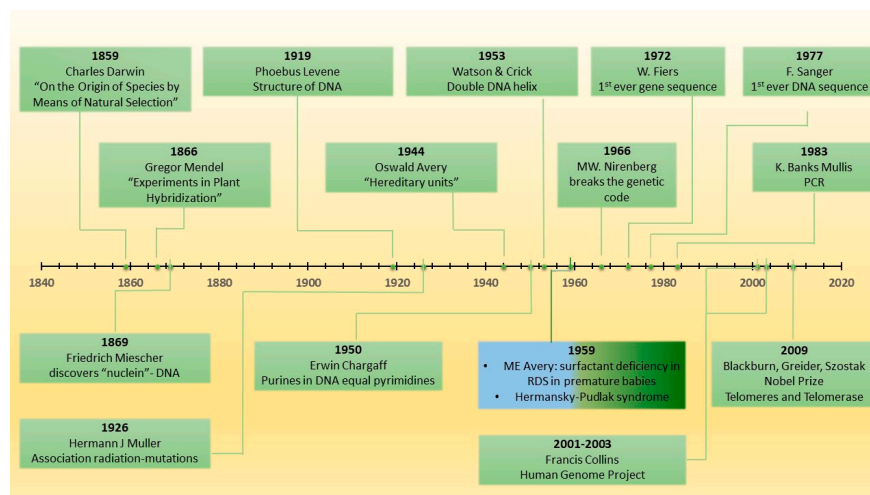 1859
Charles Darwin
“On the Origin of Species by
Means of Natural Selection”
1919
Phoebus Levene
Structure of DNA
1953
Watson & Crick
Double DNA helix
1972
W. Fiers
1st ever gene sequence
1977
F. Sanger
1st ever DNA sequence
1866
Gregor Mendel
“Experiments in Plant
Hybridization”
1944
Oswald Avery
“Hereditary units”
1966
MW. Nirenberg
breaks the genetic
code
1983
K. Banks Mullis
PCR
1840 1860 1880 1900 1920 1940 1960 1980 2000 2020
1869
Friedrich Miescher
discovers “nuclein”- DNA
1950
Erwin Chargaff
Purines in DNA equal pyrimidines
1959
• ME Avery: surfactant deficiency in
RDS in premature babies
• Hermansky-Pudlak syndrome
2009
Blackburn, Greider, Szostak
Nobel Prize
Telomeres and Telomerase
1926
Hermann J Muller
Association radiation-mutations
2001-2003
Francis Collins
Human Genome Project